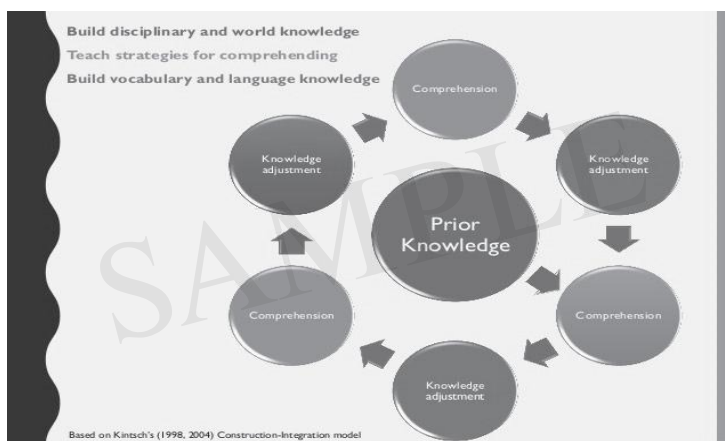 Build disciplinary and world knowledge
Teach strategies for comprehending
Build vocabulary and language knowledge
Comprehension
Knowledge
adjustment
Knowledge
adjustment
Prior
Knowledge
Comprehension
Comprehension
Knowledge
adjustment
SAMPLE
Based on Kintsch's (1998, 2004) Construction-Integration model